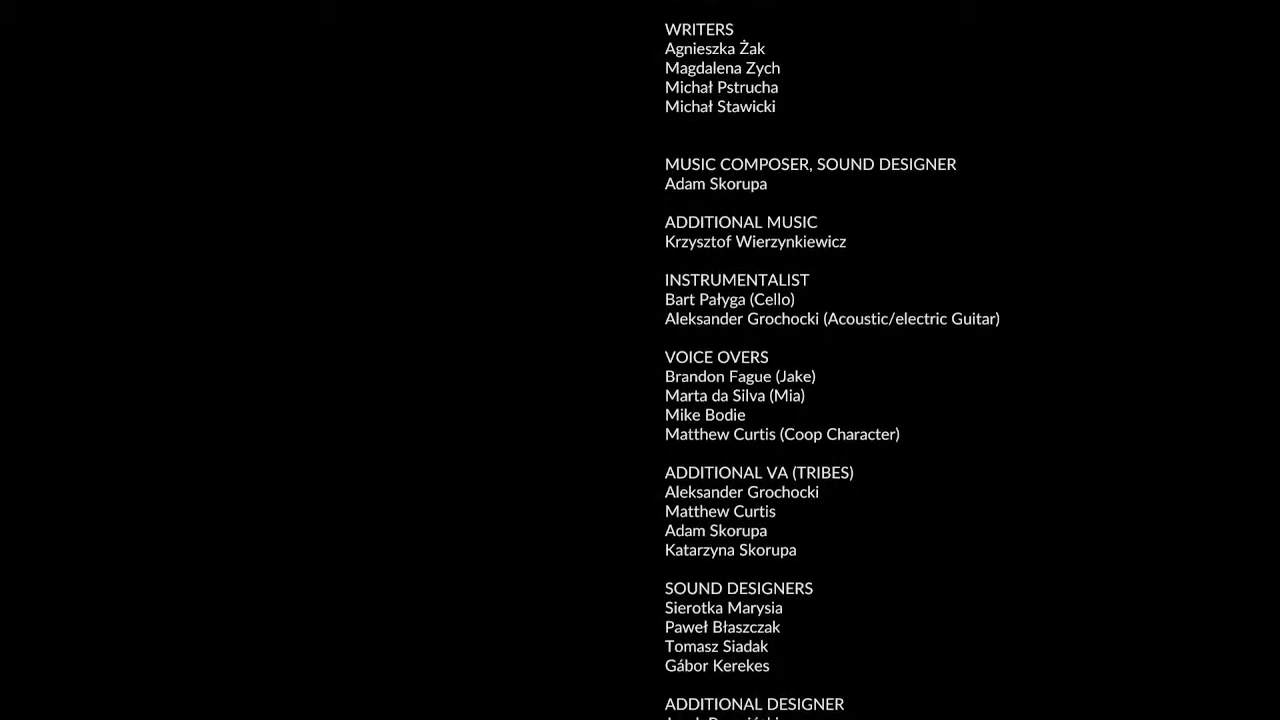 WRITERS
Agnieszka Żak
Magdalena Zych
Michał Pstrucha
Michał Stawicki
MUSIC COMPOSER, SOUND DESIGNER
Adam Skorupa
ADDITIONAL MUSIC
Krzysztof Wierzynkiewicz
INSTRUMENTALIST
Bart Pałyga (Cello)
Aleksander Grochocki (Acoustic/electric Guitar)
VOICE OVERS
Brandon Fague (Jake)
Marta da Silva (Mia)
Mike Bodie
Matthew Curtis (Coop Character)
ADDITIONAL VA (TRIBES)
Aleksander Grochocki
Matthew Curtis
Adam Skorupa
Katarzyna Skorupa
SOUND DESIGNERS
Sierotka Marysia
Paweł Błaszczak
Tomasz Siadak
Gábor Kerekes
ADDITIONAL DESIGNER